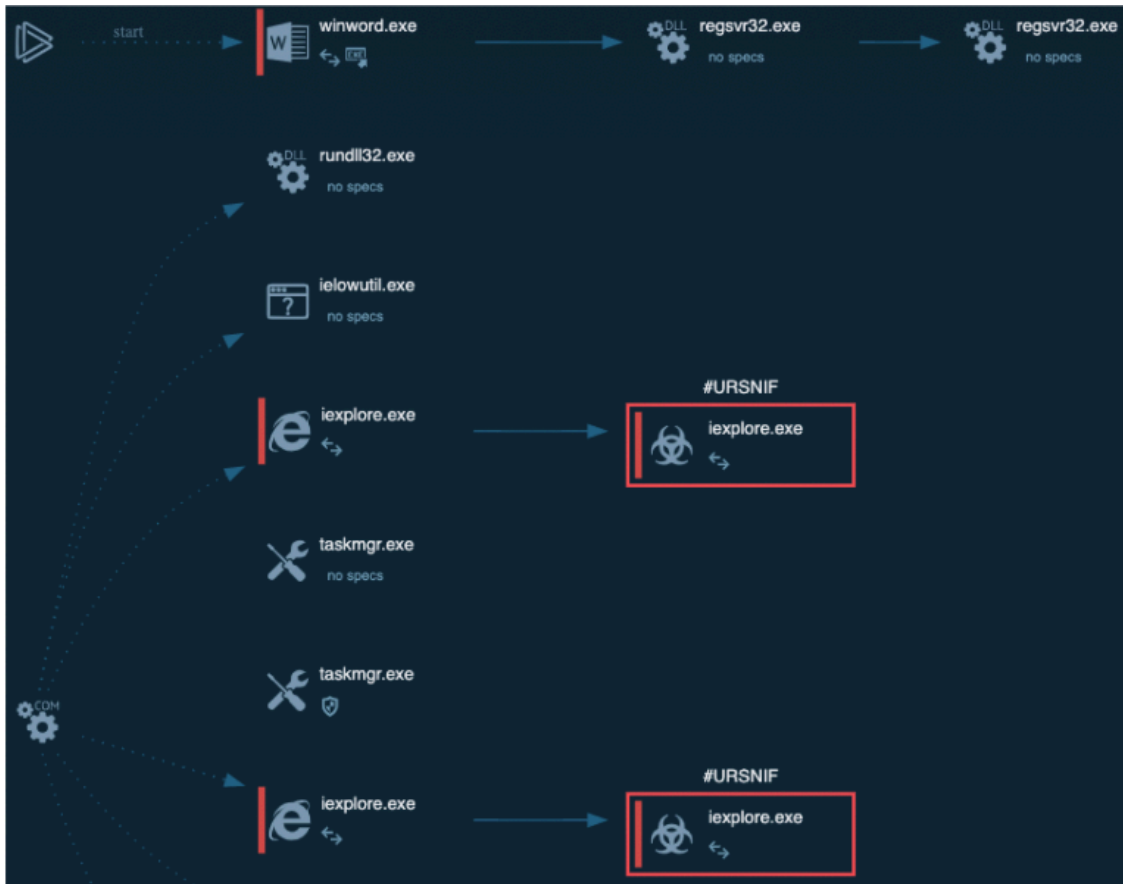 start
winword.exe
EXE
DLL
regsvr32.exe
no specs
DLL
regsvr32.exe
no specs
DLL
rundll32.exe
no specs
ielowutil.exe
no specs
iexplore.exe
#URSNIF
iexplore.exe
taskmgr.exe
no specs
taskmgr.exe
COM
iexplore.exe
#URSNIF
iexplore.exe